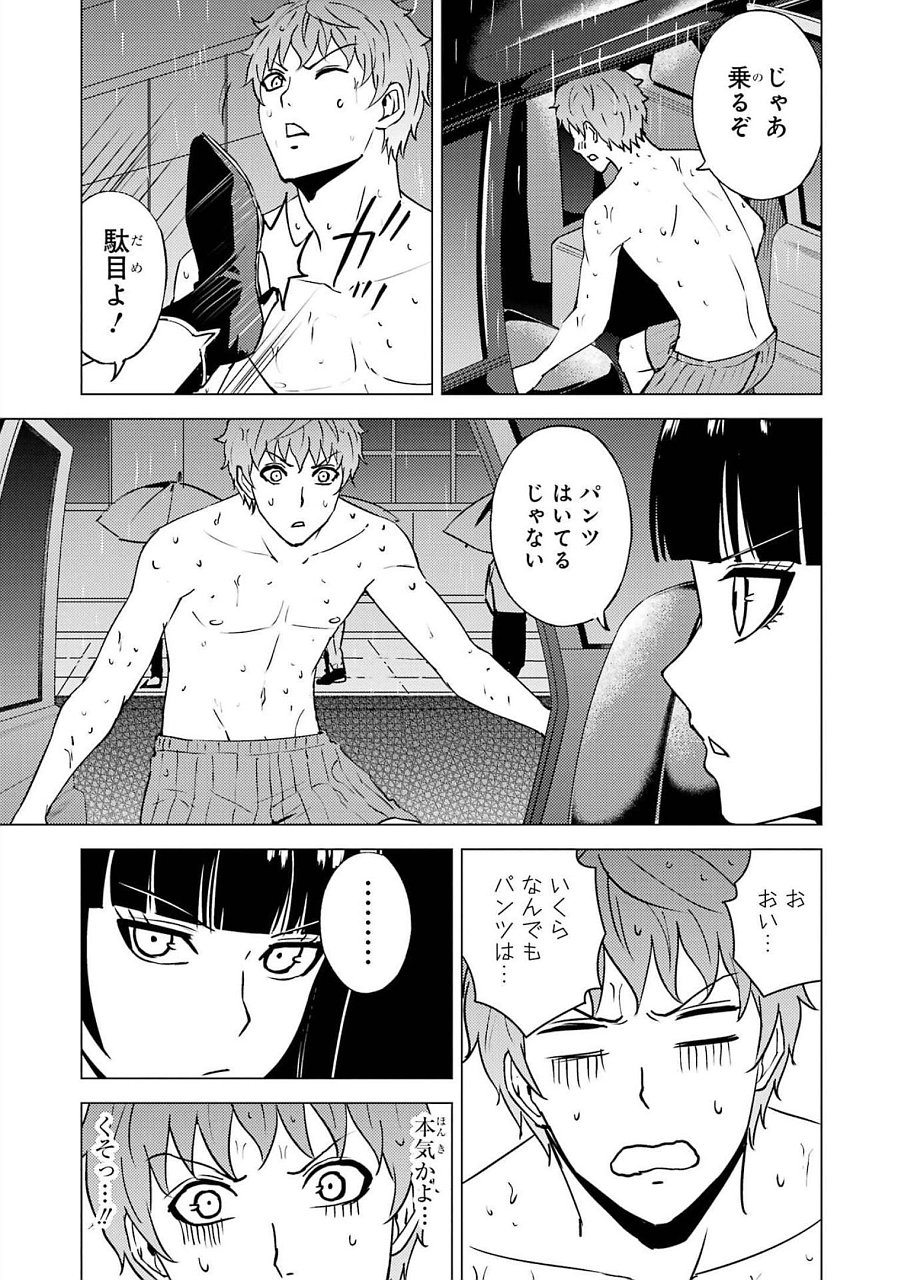 じゃあ
乗るぞ
ガッ
駄目よ！
パンツ
はいてる
じゃない
お
おい…
いくら
なんでも
パンツは…
………
本気かよ…
くそっ…!!